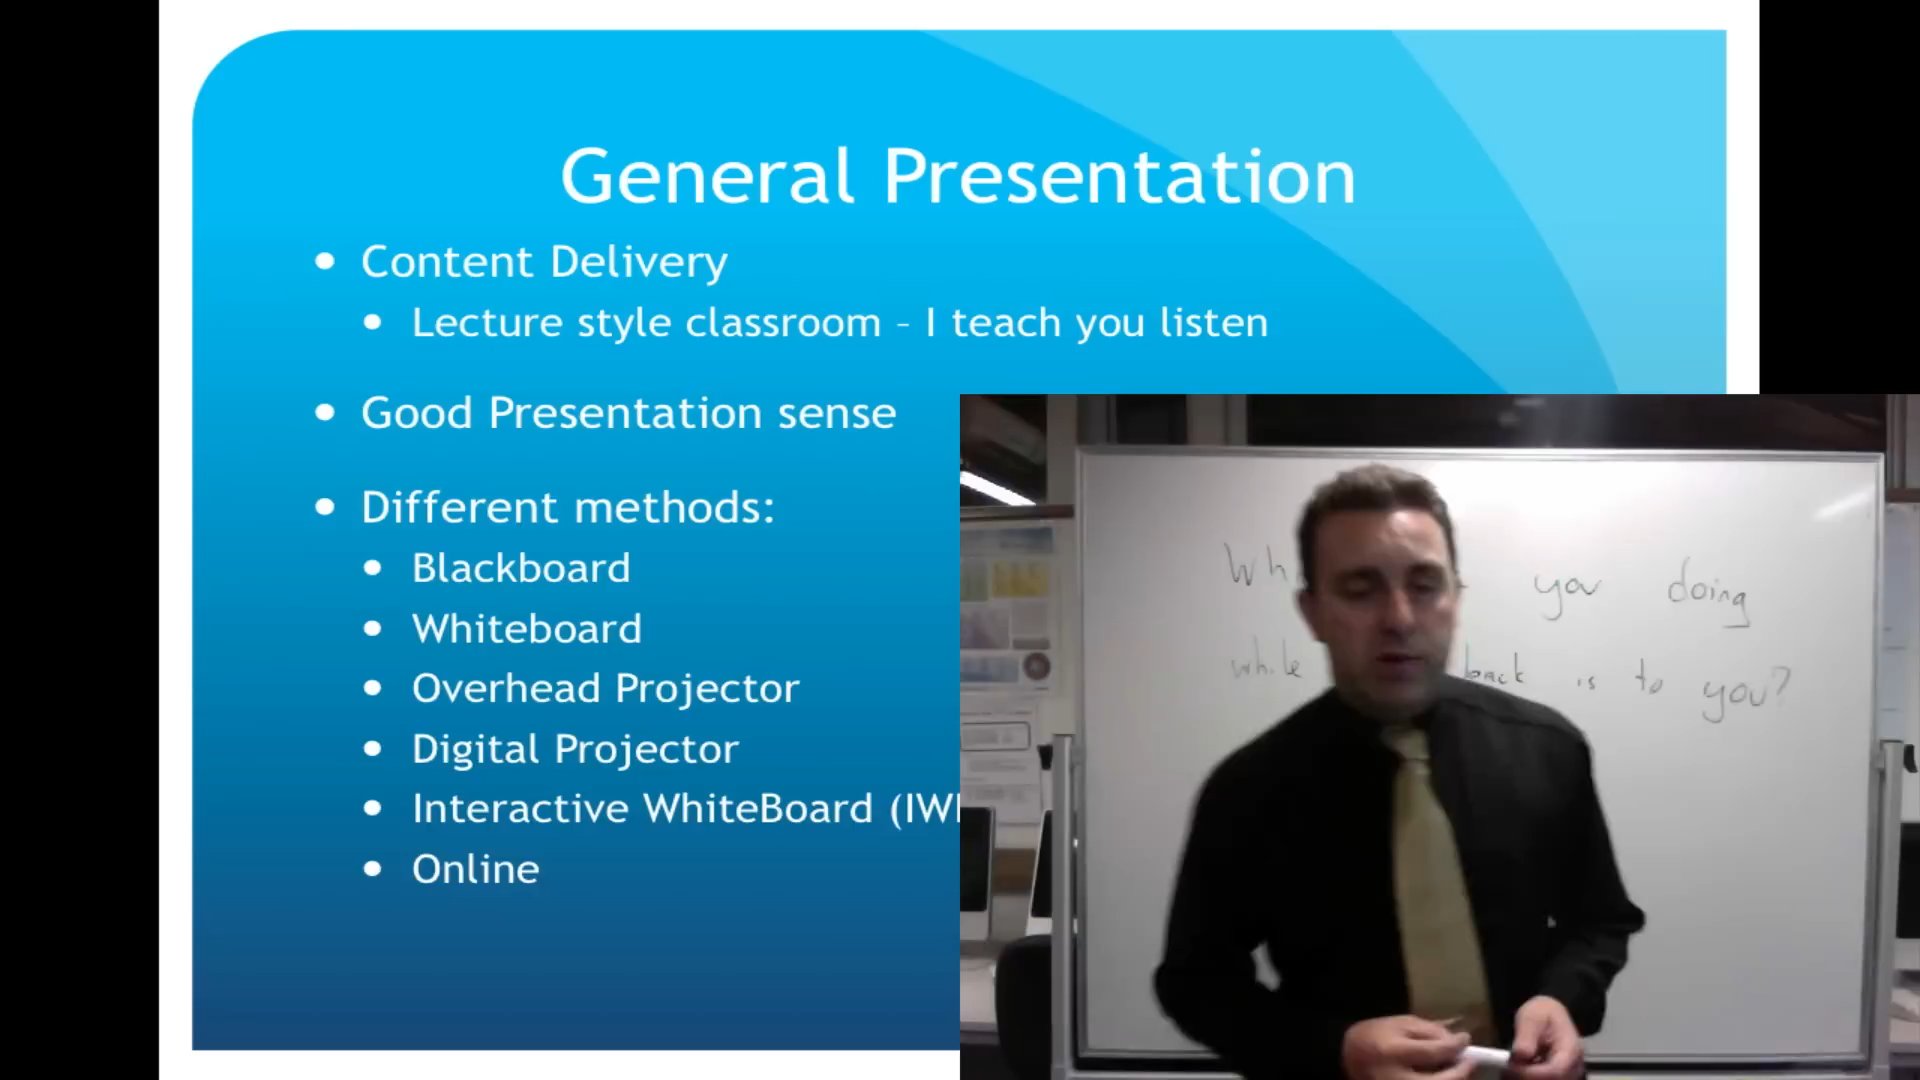 General Presentation
Content Delivery
Lecture style classroom – I teach you listen
Good Presentation sense
Different methods:
Blackboard
Whiteboard
Overhead Projector
Digital Projector
Interactive WhiteBoard (IW
Online
you doing
while back is to you?